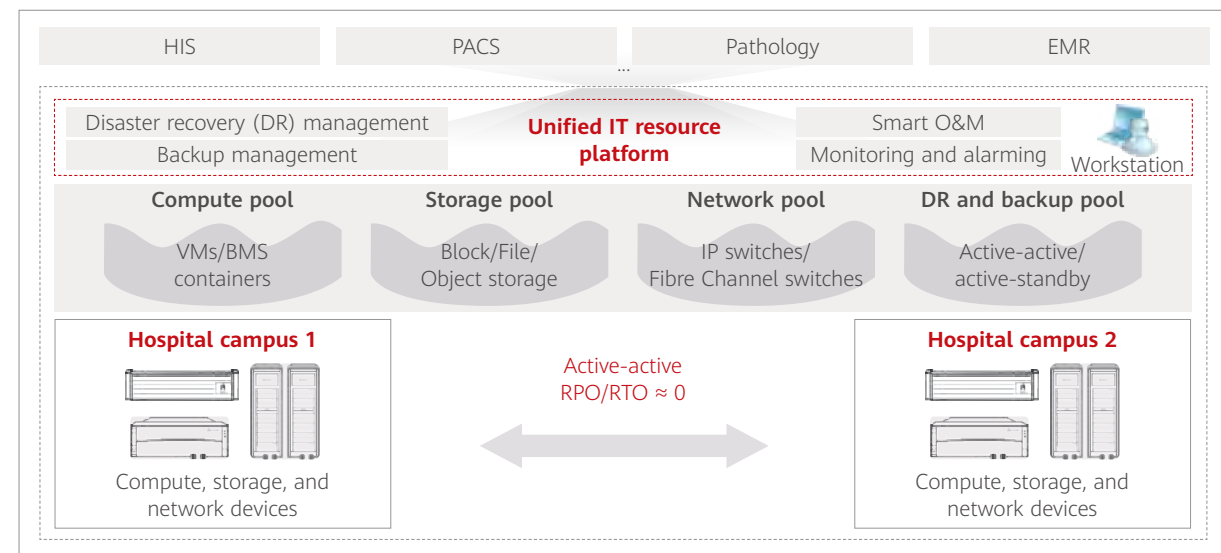 HIS
PACS
Pathology
EMR
...
Disaster recovery (DR) management
Backup management
Unified IT resource
platform
Smart O&M
Monitoring and alarming
Workstation
Compute pool
VMs/BMS
containers
Storage pool
Block/File/
Object storage
Network pool
IP switches/
Fibre Channel switches
DR and backup pool
Active-active/
active-standby
Hospital campus 1
Compute, storage, and
network devices
Active-active
RPO/RTO ≈ 0
Hospital campus 2
Compute, storage, and
network devices